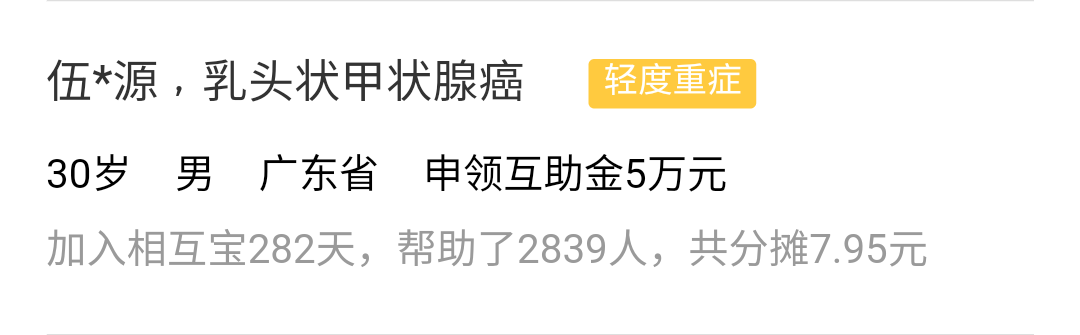 伍*源，乳头状甲状腺癌 轻度重症
30岁 男 广东省 申领互助金5万元
加入相互宝282天，帮助了2839人，共分摊7.95元